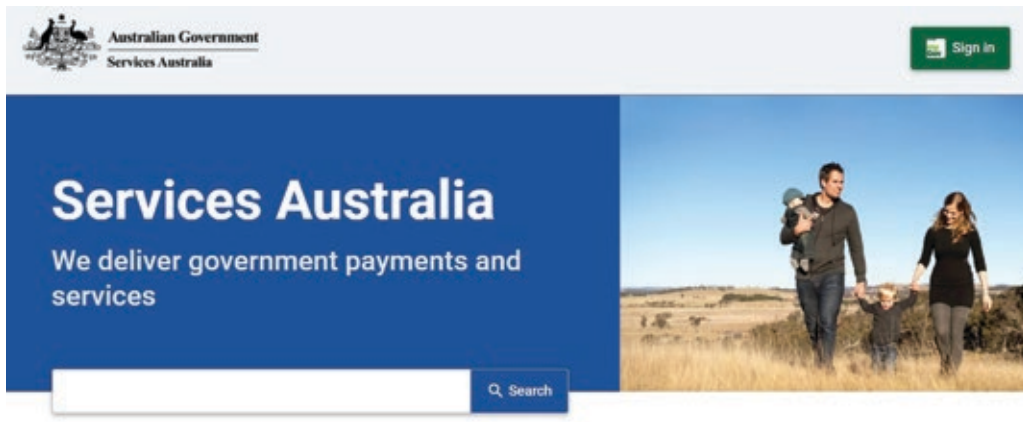 Australian Government
Services Australia
Sign in
Services Australia
We deliver government payments and
services
Search